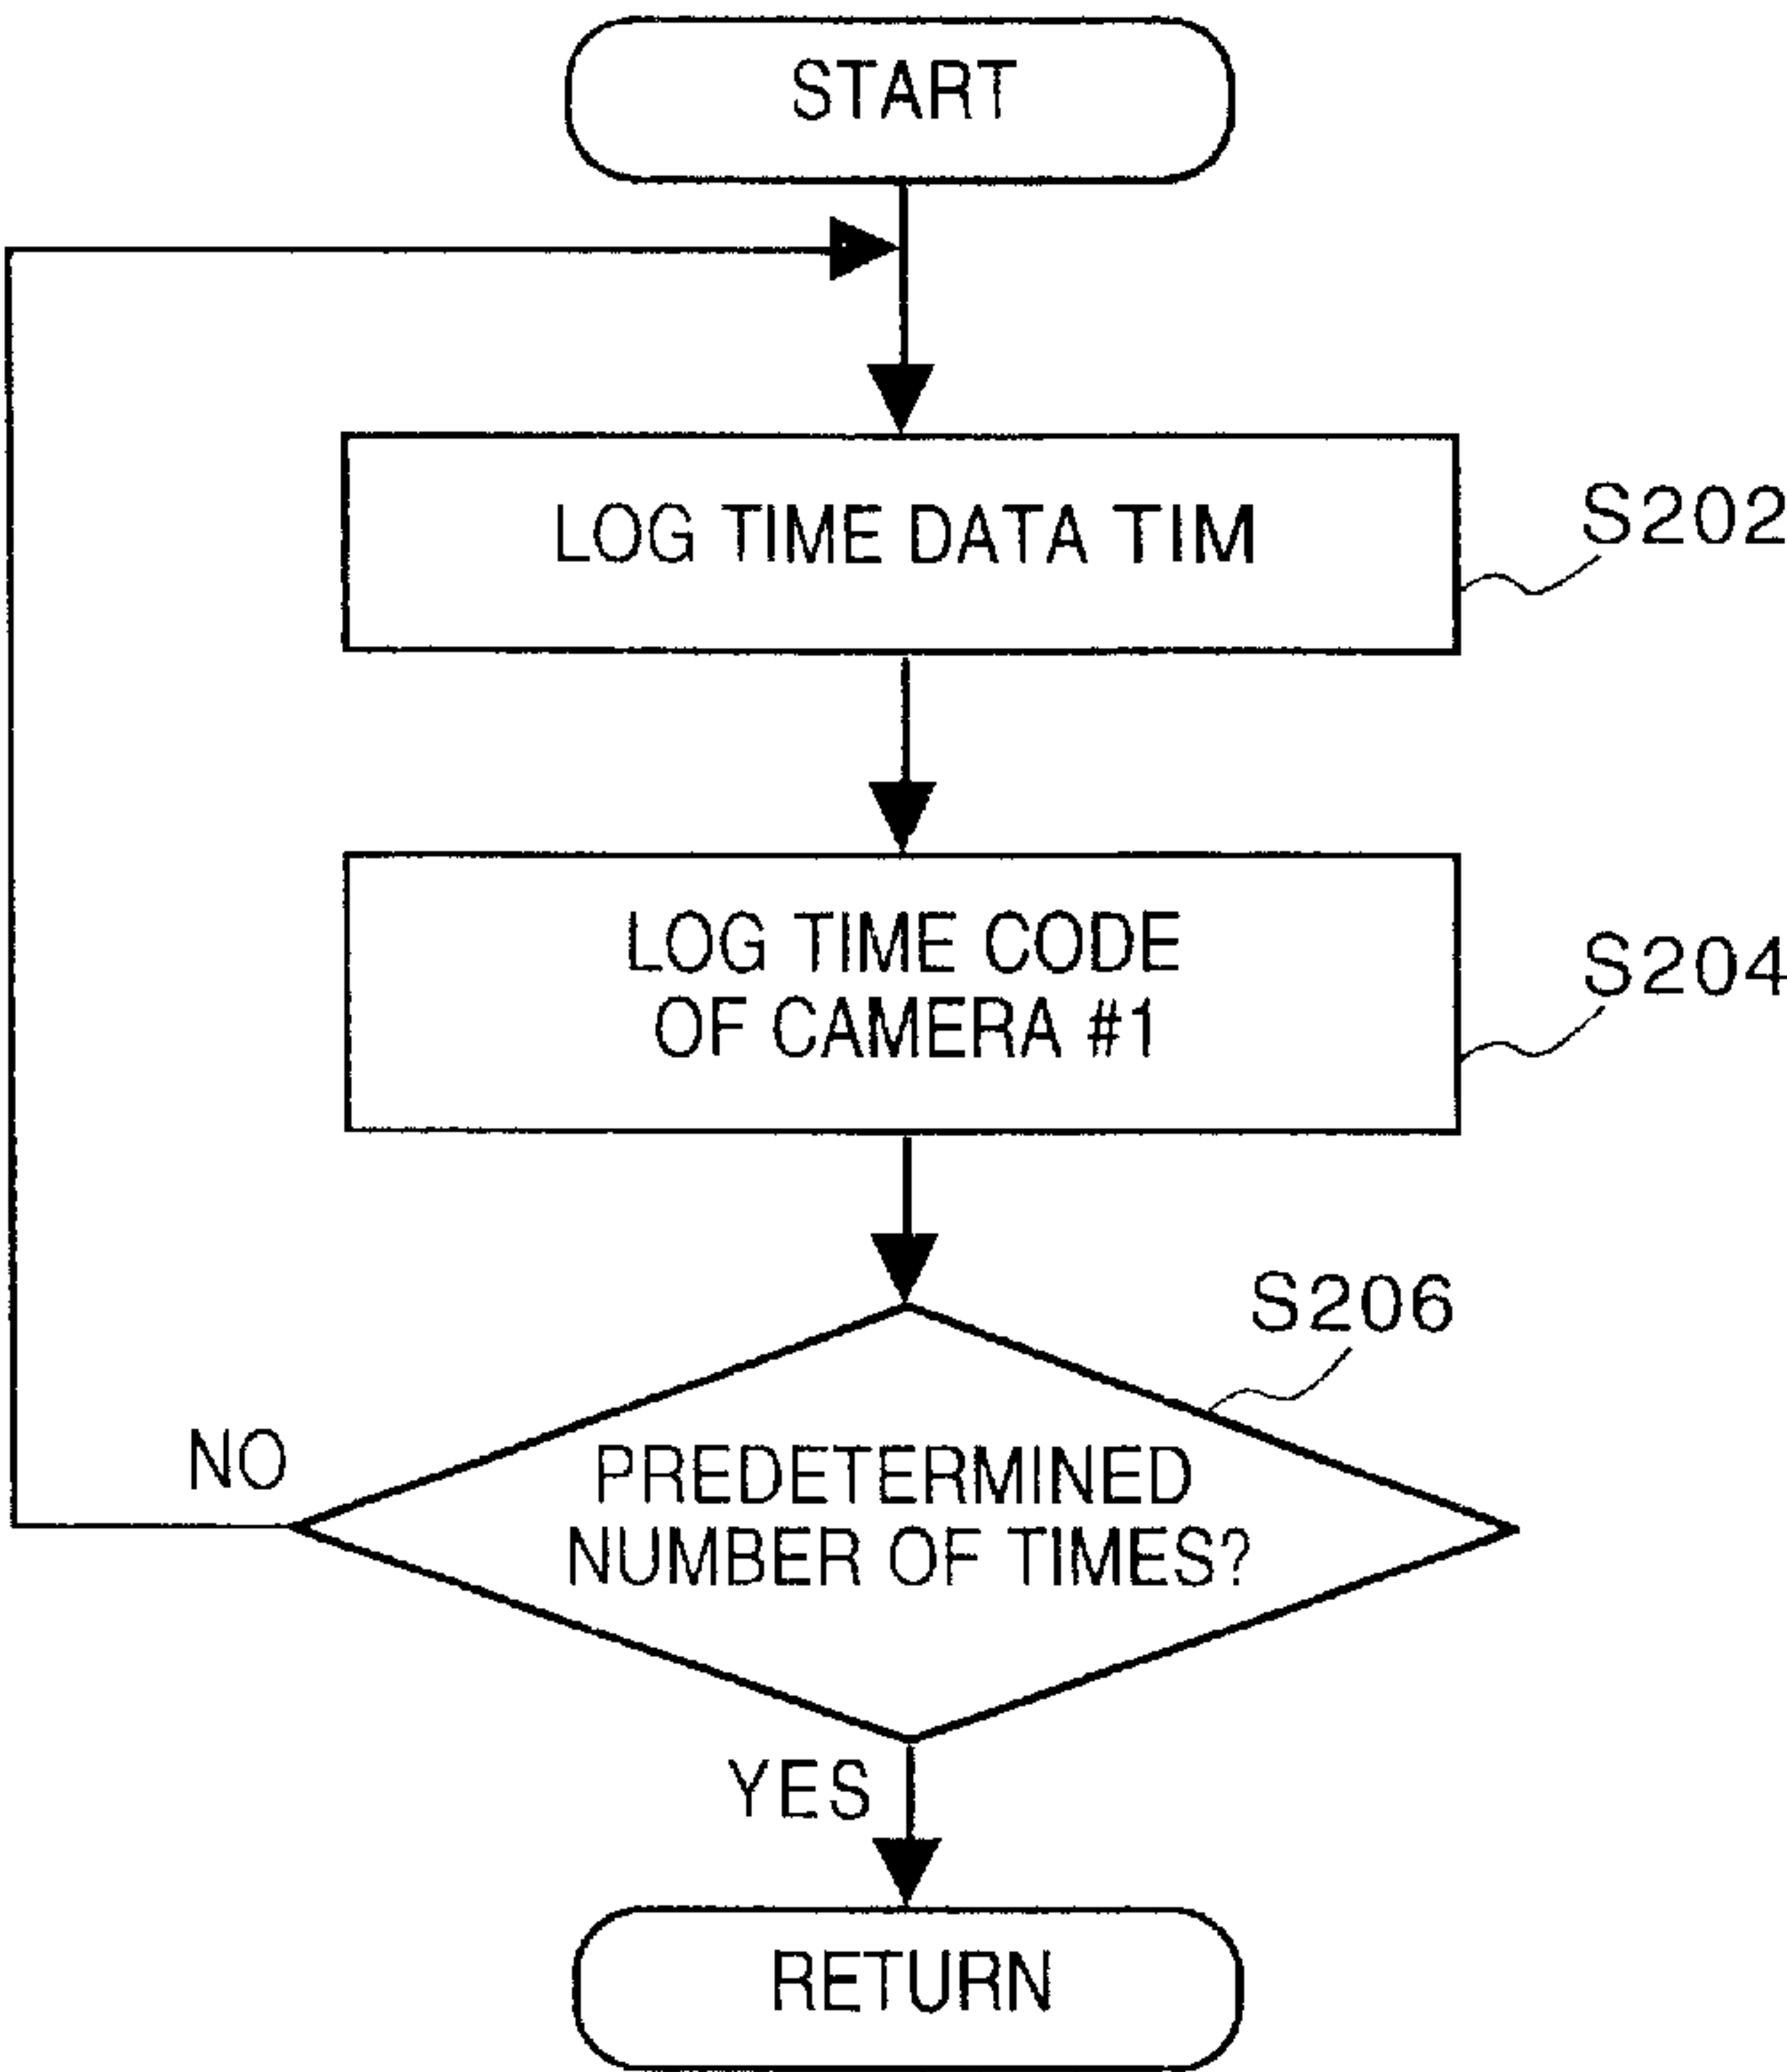 START
LOG TIME DATA TIM
S202
LOG TIME CODE
OF CAMERA #1
S204
S206
PREDETERMINED
NUMBER OF TIMES?
NO
YES
RETURN